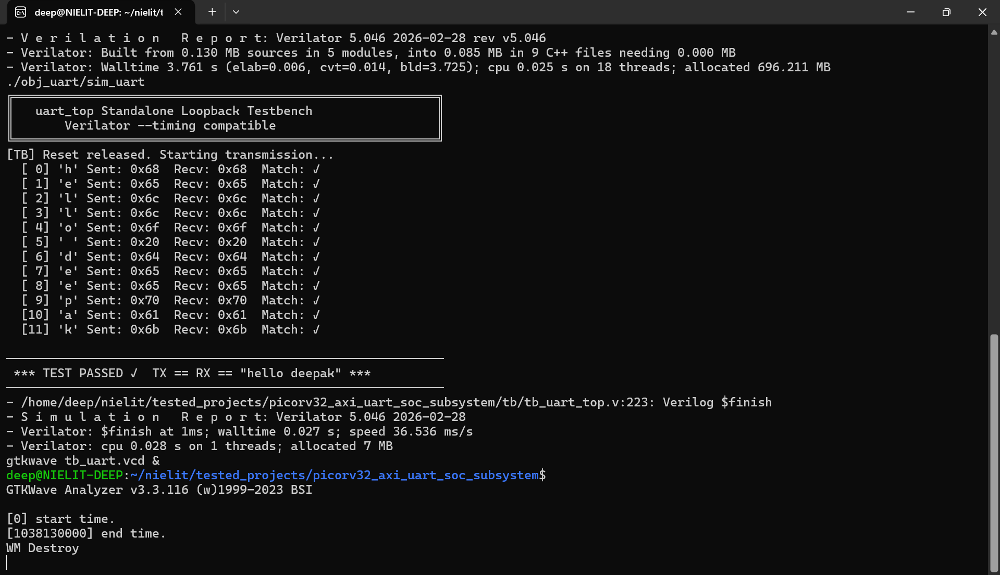 deep@NIELIT-DEEP: ~/nielit/t
- V e r i l a t i o n   R e p o r t: Verilator 5.046 2026-02-28 rev v5.046
- Verilator: Built from 0.130 MB sources in 5 modules, into 0.085 MB in 9 C++ files needing 0.000 MB
- Verilator: Walltime 3.761 s (elab=0.006, cvt=0.014, bld=3.725); cpu 0.025 s on 18 threads; allocated 696.211 MB
./obj_uart/sim_uart
uart_top Standalone Loopback Testbench
Verilator --timing compatible
[TB] Reset released. Starting transmission...
[ 0] 'h' Sent: 0x68  Recv: 0x68  Match: ✓
[ 1] 'e' Sent: 0x65  Recv: 0x65  Match: ✓
[ 2] 'l' Sent: 0x6c  Recv: 0x6c  Match: ✓
[ 3] 'l' Sent: 0x6c  Recv: 0x6c  Match: ✓
[ 4] 'o' Sent: 0x6f  Recv: 0x6f  Match: ✓
[ 5] ' ' Sent: 0x20  Recv: 0x20  Match: ✓
[ 6] 'd' Sent: 0x64  Recv: 0x64  Match: ✓
[ 7] 'e' Sent: 0x65  Recv: 0x65  Match: ✓
[ 8] 'e' Sent: 0x65  Recv: 0x65  Match: ✓
[ 9] 'p' Sent: 0x70  Recv: 0x70  Match: ✓
[10] 'a' Sent: 0x61  Recv: 0x61  Match: ✓
[11] 'k' Sent: 0x6b  Recv: 0x6b  Match: ✓
*** TEST PASSED ✓  TX == RX == "hello deepak" ***
- /home/deep/nielit/tested_projects/picorv32_axi_uart_soc_subsystem/tb/tb_uart_top.v:223: Verilog $finish
- S i m u l a t i o n   R e p o r t: Verilator 5.046 2026-02-28
- Verilator: $finish at 1ms; walltime 0.027 s; speed 36.536 ms/s
- Verilator: cpu 0.028 s on 1 threads; allocated 7 MB
gtkwave tb_uart.vcd &
deep@NIELIT-DEEP:~/nielit/tested_projects/picorv32_axi_uart_soc_subsystem$
GTKWave Analyzer v3.3.116 (w)1999-2023 BSI
[0] start time.
[1038130000] end time.
WM Destroy